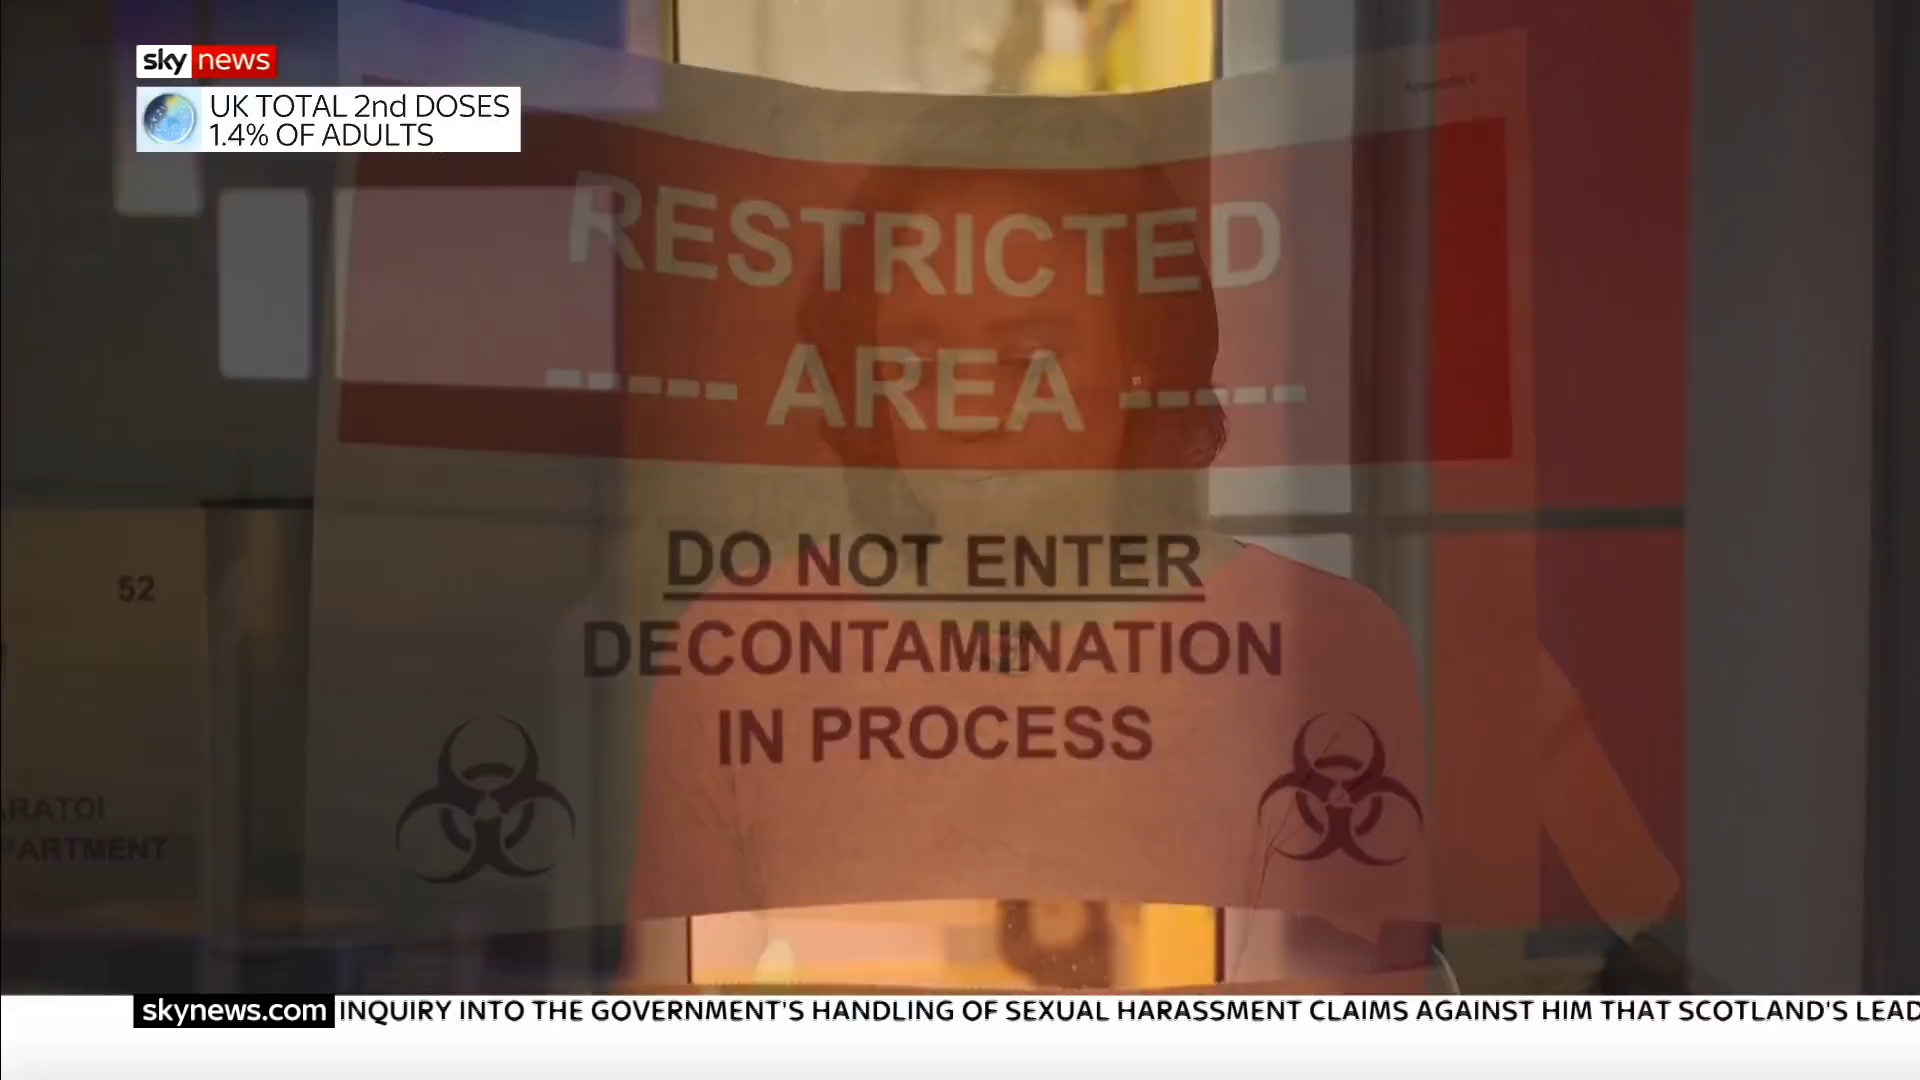 sky news
UK TOTAL 2nd DOSES
1.4% OF ADULTS
RESTRICTED
----- AREA -----
DO NOT ENTER
DECONTAMINATION
IN PROCESS
52
PARTMENT
skynews.com INQUIRY INTO THE GOVERNMENT'S HANDLING OF SEXUAL HARASSMENT CLAIMS AGAINST HIM THAT SCOTLAND'S LEAD